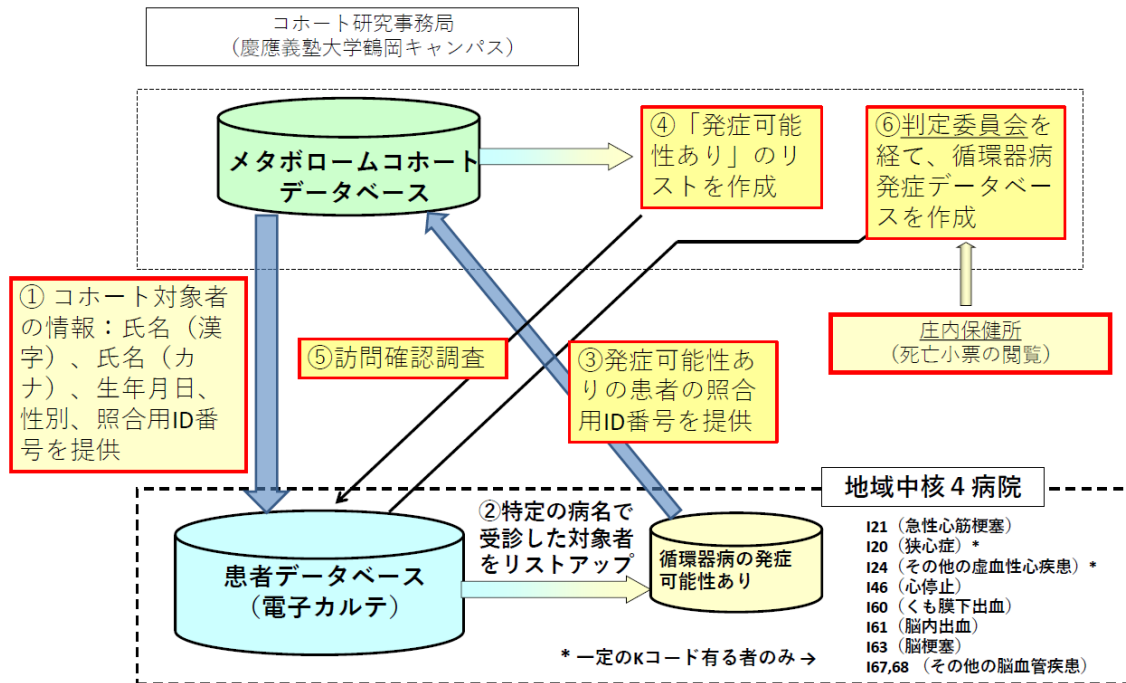 コホート研究事務局
（慶應義塾大学鶴岡キャンパス）
メタボロームコホート
データベース
④「発症可能
性あり」のリ
ストを作成
⑥判定委員会を
経て、循環器病
発症データベー
スを作成
① コホート対象者
の情報：氏名（漢
字）、氏名（カ
ナ）、生年月日、
性別、照合用ID番
号を提供
⑤訪問確認調査
③発症可能性あ
りの患者の照合
用ID番号を提供
庄内保健所
（死亡小票の閲覧）
地域中核４病院
患者データベース
（電子カルテ）
②特定の病名で
受診した対象者
をリストアップ
循環器病の発症
可能性あり
I21（急性心筋梗塞）
I20（狭心症）*
I24（その他の虚血性心疾患）*
I46（心停止）
I60（くも膜下出血）
I61（脳内出血）
I63（脳梗塞）
I67,68 （その他の脳血管疾患）
* 一定のKコード有る者のみ →